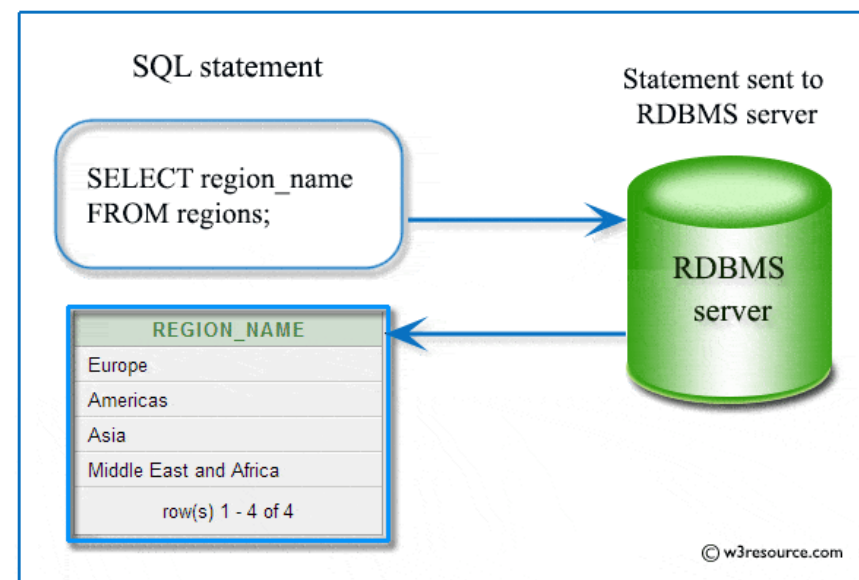 SQL statement
Statement sent to
RDBMS server
SELECT region_name
FROM regions;
RDBMS
server
REGION_NAME
Europe
Americas
Asia
Middle East and Africa
row(s) 1 - 4 of 4
© w3resource.com